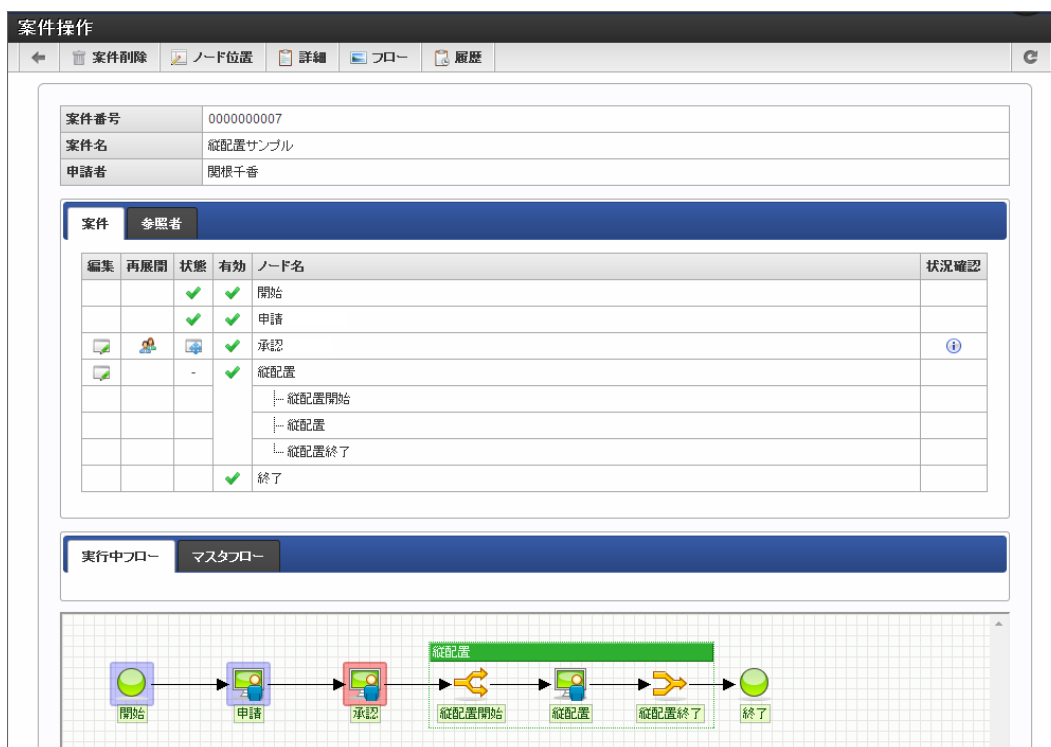 案件操作
案件削除 ノード位置 詳細 フロー 履歴
案件番号 0000000007
案件名 縦配置サンプル
申請者 関根千香
案件 参照者
編集 再展開 状態 有効 ノード名 状況確認
開始
申請
承認
- 縦配置
縦配置開始
縦配置
縦配置終了
終了
実行中フロー マスタフロー
縦配置
開始 申請 承認 縦配置開始 縦配置 縦配置終了 終了